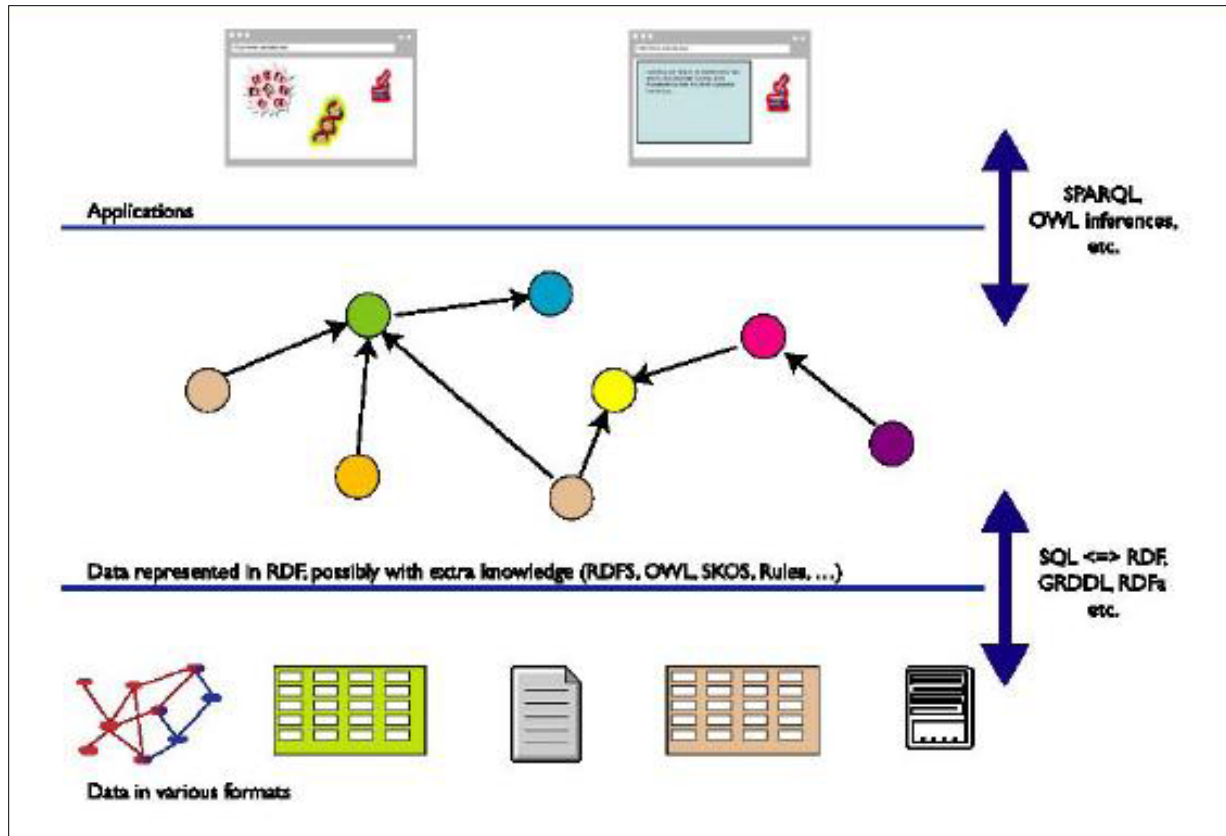 Applications
SPARQL,
OWL inferences,
etc.
Data represented in RDF, possibly with extra knowledge (RDFS, OWL, SKOS, Rules, …)
SQL <=> RDF,
GRDDL, RDFa
etc.
Data in various formats